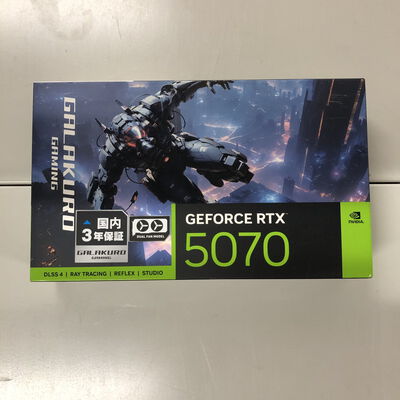 GALAKURO
GAMING
国内
3年保証
GALAKURO
DUAL FAN MODEL
GEFORCE RTX
5070
NVIDIA.
DLSS 4 | RAY TRACING | REFLEX | STUDIO